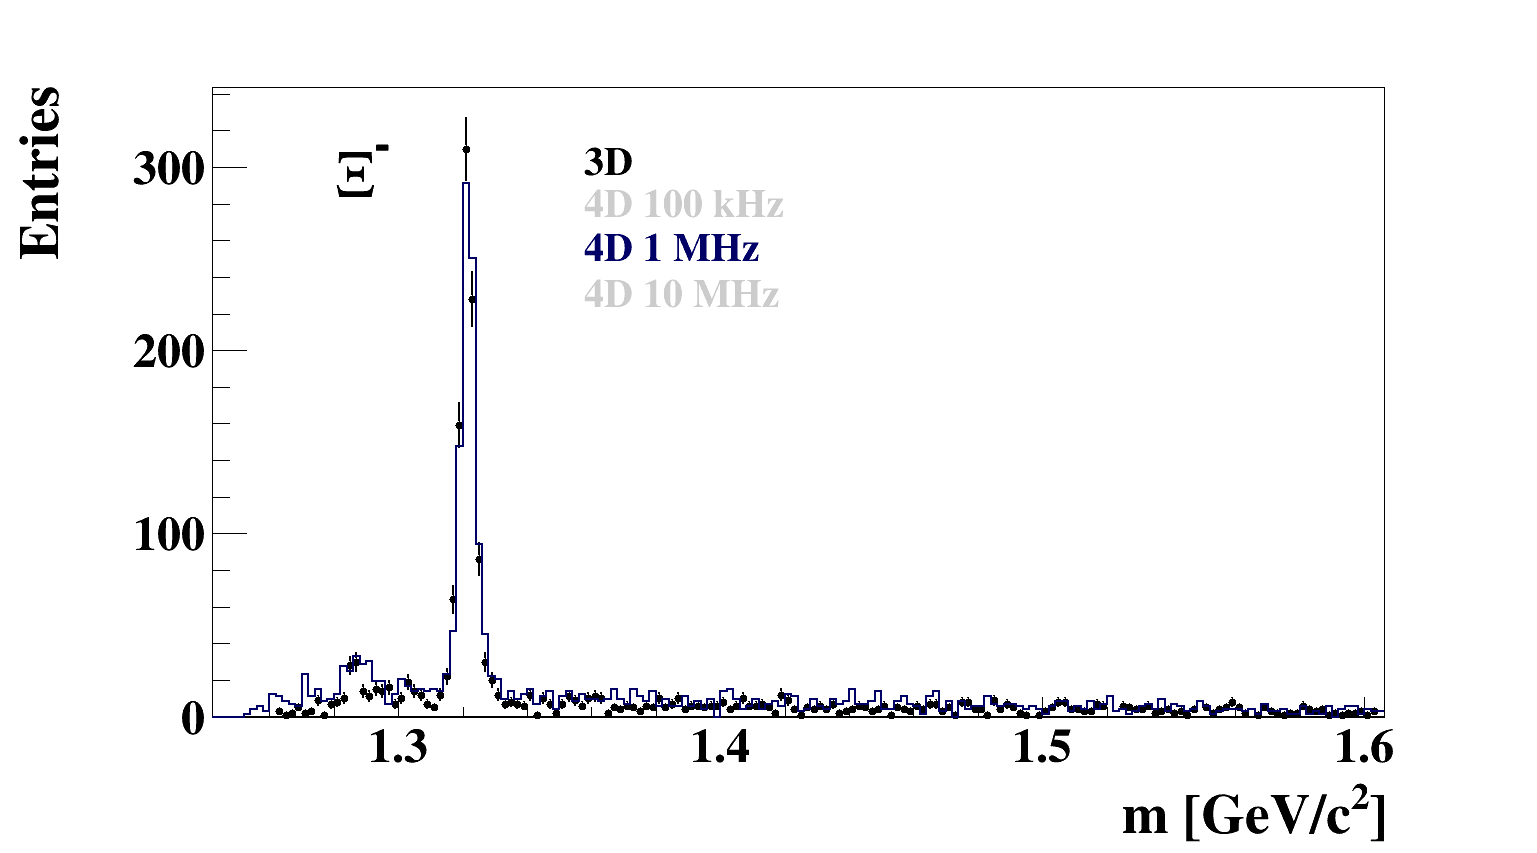 Entries
Ξ⁻
3D
4D 100 kHz
4D 1 MHz
4D 10 MHz
300
200
100
0
1.3 1.4 1.5 1.6
m [GeV/c²]